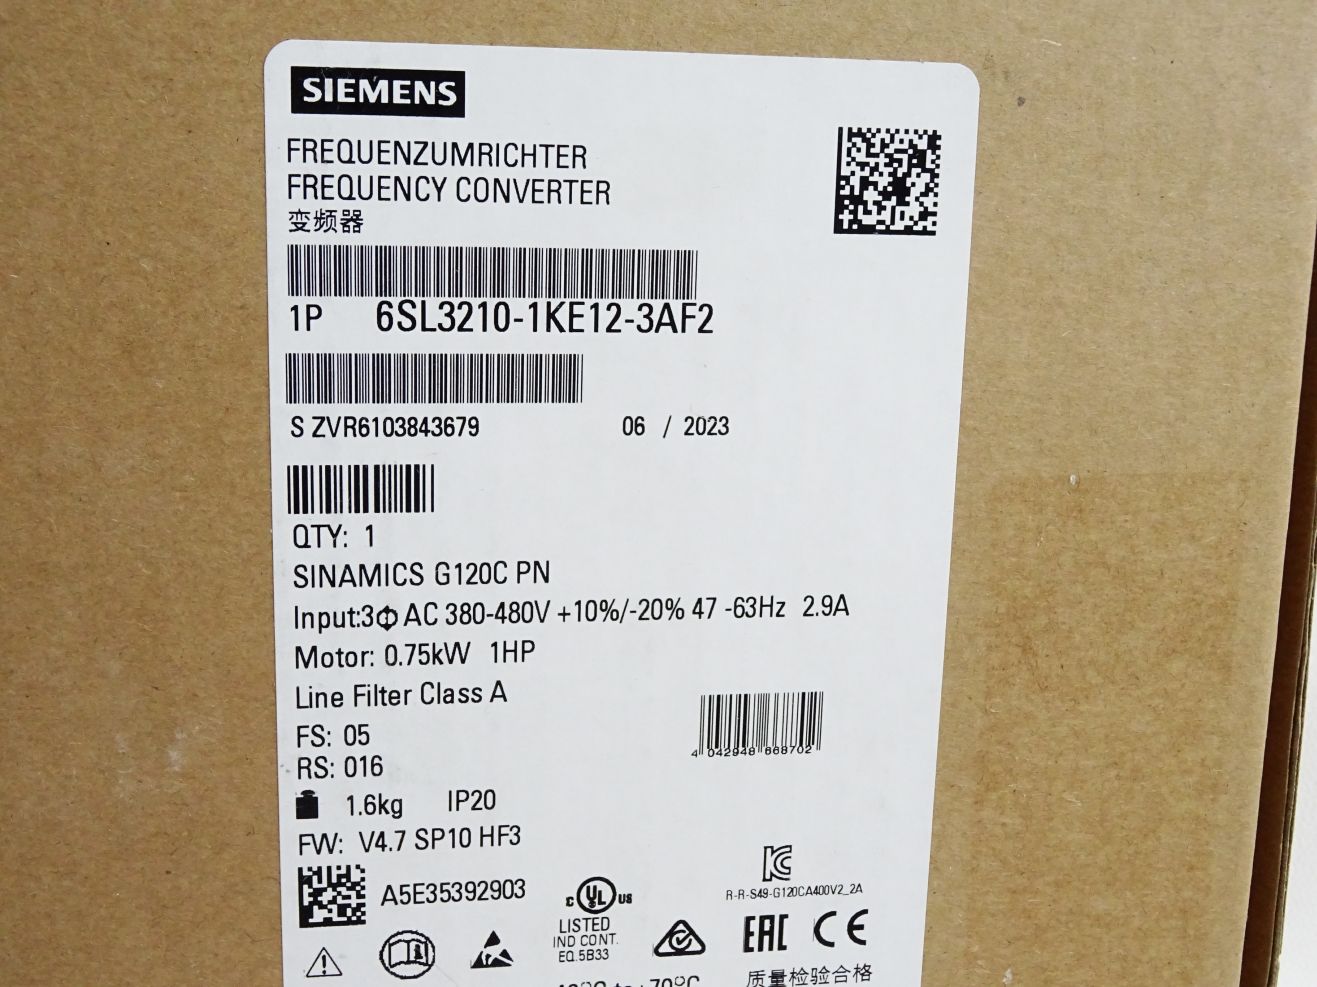 SIEMENS
FREQUENZUMRICHTER
FREQUENCY CONVERTER
变频器
1P 6SL3210-1KE12-3AF2
S ZVR6103843679 06 / 2023
QTY: 1
SINAMICS G120C PN
Input:3Φ AC 380-480V +10%/-20% 47 -63Hz 2.9A
Motor: 0.75kW 1HP
Line Filter Class A
4 042948 668702
FS: 05
RS: 016
1.6kg IP20
FW: V4.7 SP10 HF3
A5E35392903
C UL US
LISTED
IND CONT.
EQ.5B33
R-R-S49-G120CA400V2_2A
EAC CE
质量检验合格